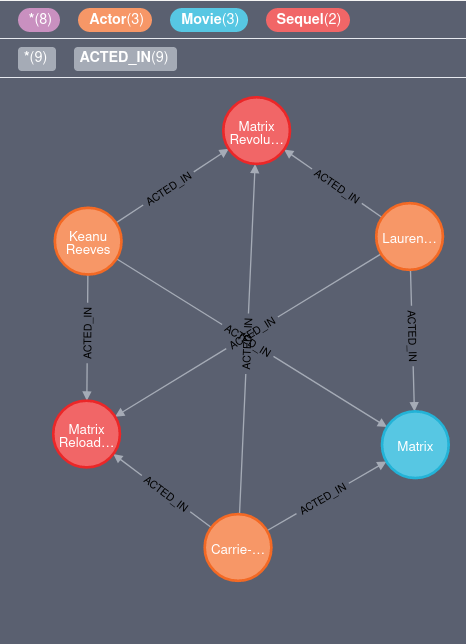 *(8) Actor(3) Movie(3) Sequel(2)
*(9) ACTED_IN(9)
Matrix
Revolu…
ACTED_IN
ACTED_IN
Keanu
Reeves
Lauren…
ACTED_IN
ACTED_IN
ACTED_IN
ACTED_IN
ACTED_IN
Matrix
Reload…
Matrix
ACTED_IN
ACTED_IN
Carrie-…